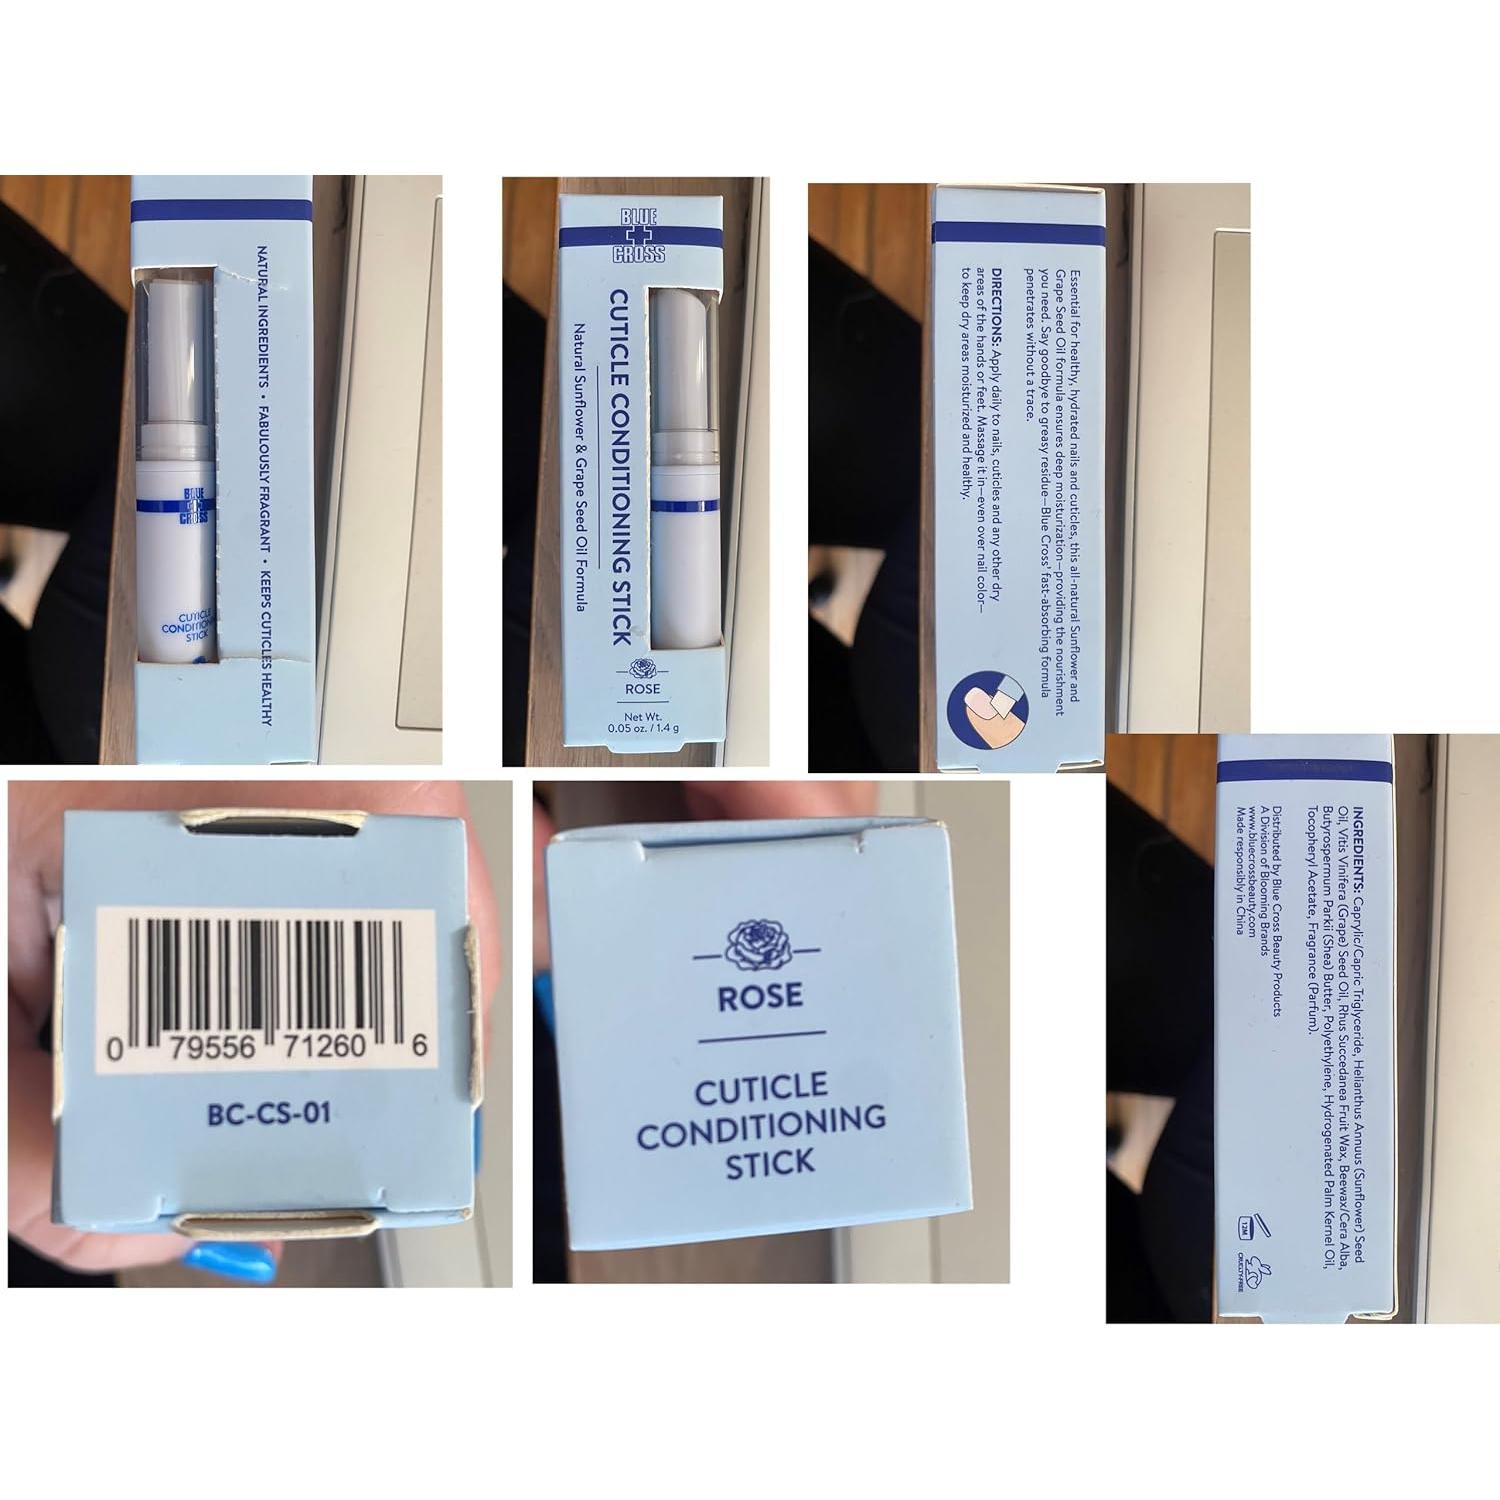 NATURAL INGREDIENTS • FABULOUSLY FRAGRANT • KEEPS CUTICLES HEALTHY
BLUE
CROSS
CUTICLE
CONDITIONING
STICK
BLUE
CROSS
CUTICLE CONDITIONING STICK
Natural Sunflower & Grape Seed Oil Formula
ROSE
Net Wt.
0.05 oz. / 1.4 g
Essential for healthy, hydrated nails and cuticles, this all-natural Sunflower and
Grape Seed Oil formula ensures deep moisturization—providing the nourishment
you need. Say goodbye to greasy residue—Blue Cross' fast-absorbing formula
penetrates without a trace.
DIRECTIONS: Apply daily to nails, cuticles and any other dry
areas of the hands or feet. Massage it in—even over nail color—
to keep dry areas moisturized and healthy.
0 79556 71260 6
BC-CS-01
ROSE
CUTICLE
CONDITIONING
STICK
INGREDIENTS: Caprylic/Capric Triglyceride, Helianthus Annuus (Sunflower) Seed
Oil, Vitis Vinifera (Grape) Seed Oil, Rhus Succedanea Fruit Wax, Beewax/Cera Alba,
Butyrospermum Parkii (Shea) Butter, Polyethylene, Hydrogenated Palm Kernel Oil,
Tocopheryl Acetate, Fragrance (Parfum).
Distributed by Blue Cross Beauty Products
A Division of Blooming Brands
www.bluecrossbeauty.com
Made responsibly in China
12M
CRUELTY-FREE